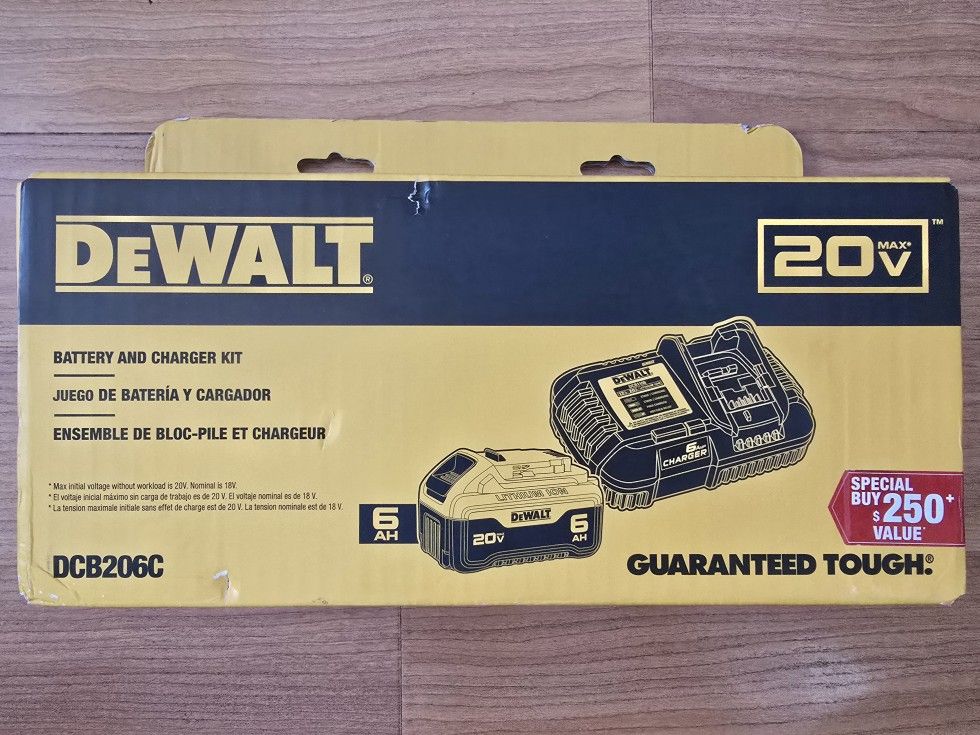 DEWALT®
20V MAX* ™
BATTERY AND CHARGER KIT
JUEGO DE BATERÍA Y CARGADOR
ENSEMBLE DE BLOC-PILE ET CHARGEUR
* Max initial voltage without workload is 20V. Nominal is 18V.
* El voltaje inicial máximo sin carga de trabajo es de 20 V. El voltaje nominal es de 18 V.
* La tension maximale initiale sans effet de charge est de 20 V. La tension nominale est de 18 V.
DCB206C
6
AH
LITHIUM ION
DEWALT
20V
6
AH
DEWALT
6 Amp
CHARGER
SPECIAL
BUY $250+
VALUE
GUARANTEED TOUGH.®